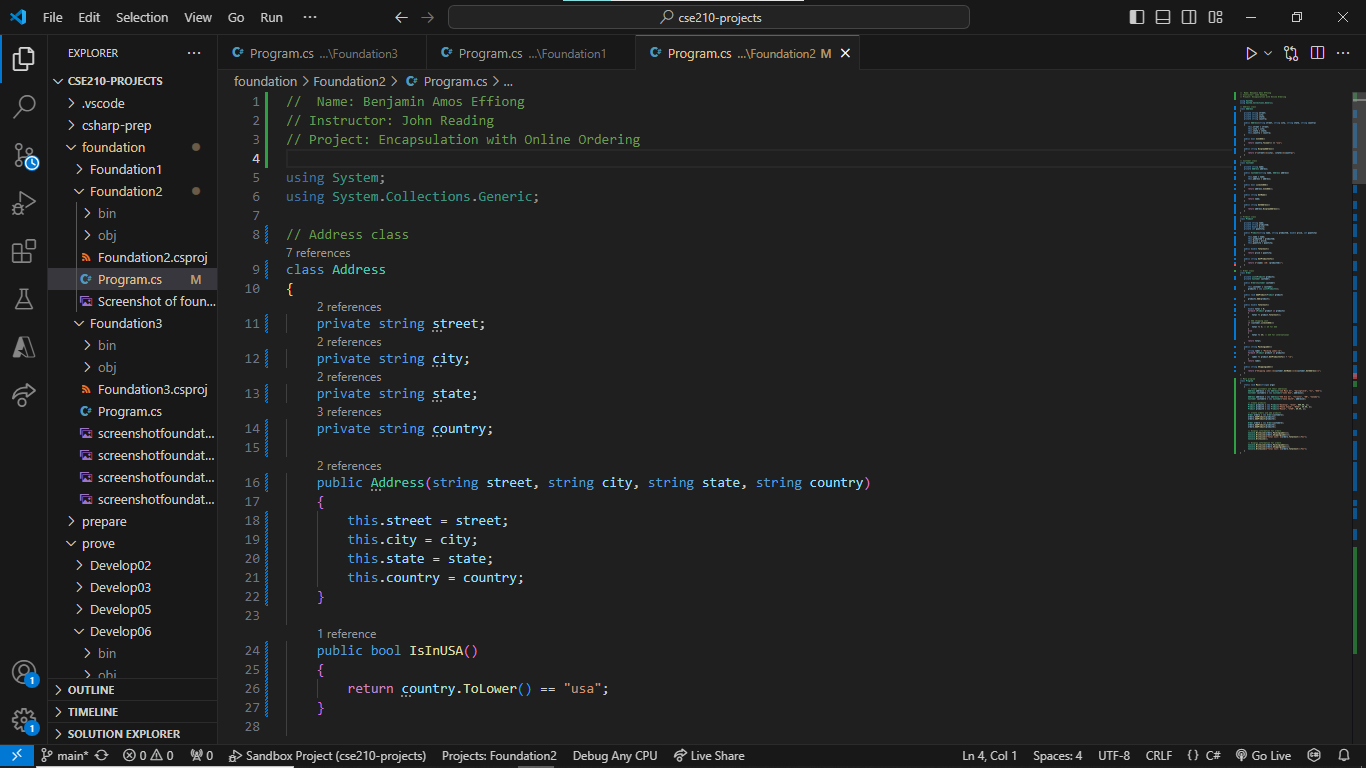 File Edit Selection View Go Run ··· cse210-projects
EXPLORER ···
CSE210-PROJECTS
.vscode
csharp-prep
foundation
Foundation1
Foundation2
bin
obj
Foundation2.csproj
Program.cs M
Screenshot of foun...
Foundation3
bin
obj
Foundation3.csproj
Program.cs
screenshotfoundat...
screenshotfoundat...
screenshotfoundat...
screenshotfoundat...
prepare
prove
Develop02
Develop03
Develop05
Develop06
bin
obj
OUTLINE
TIMELINE
SOLUTION EXPLORER
1
1
Program.cs ...\Foundation3 Program.cs ...\Foundation1 Program.cs ...\Foundation2 M
foundation > Foundation2 > Program.cs > ...
1 //  Name: Benjamin Amos Effiong
2 // Instructor: John Reading
3 // Project: Encapsulation with Online Ordering
4
5 using System;
6 using System.Collections.Generic;
7
8 // Address class
7 references
9 class Address
10 {
2 references
11 private string street;
2 references
12 private string city;
2 references
13 private string state;
3 references
14 private string country;
15
2 references
16 public Address(string street, string city, string state, string country)
17 {
18 this.street = street;
19 this.city = city;
20 this.state = state;
21 this.country = country;
22 }
23
1 reference
24 public bool IsInUSA()
25 {
26 return country.ToLower() == "usa";
27 }
28
main* 0 0 0 Sandbox Project (cse210-projects) Projects: Foundation2 Debug Any CPU Live Share Ln 4, Col 1 Spaces: 4 UTF-8 CRLF {} C# Go Live